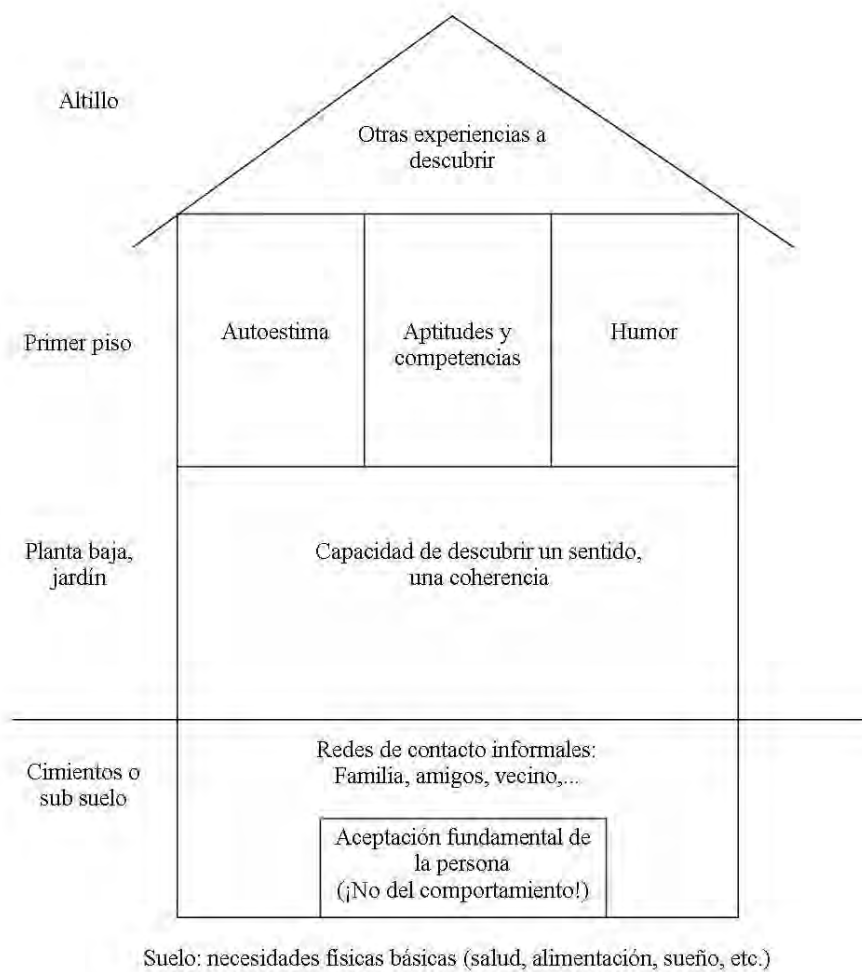 Altillo
Otras experiencias a
descubrir
Primer piso
Autoestima
Aptitudes y
competencias
Humor
Planta baja,
jardín
Capacidad de descubrir un sentido,
una coherencia
Cimientos o
sub suelo
Redes de contacto informales:
Familia, amigos, vecino,...
Aceptación fundamental de
la persona
(¡No del comportamiento!)
Suelo: necesidades físicas básicas (salud, alimentación, sueño, etc.)